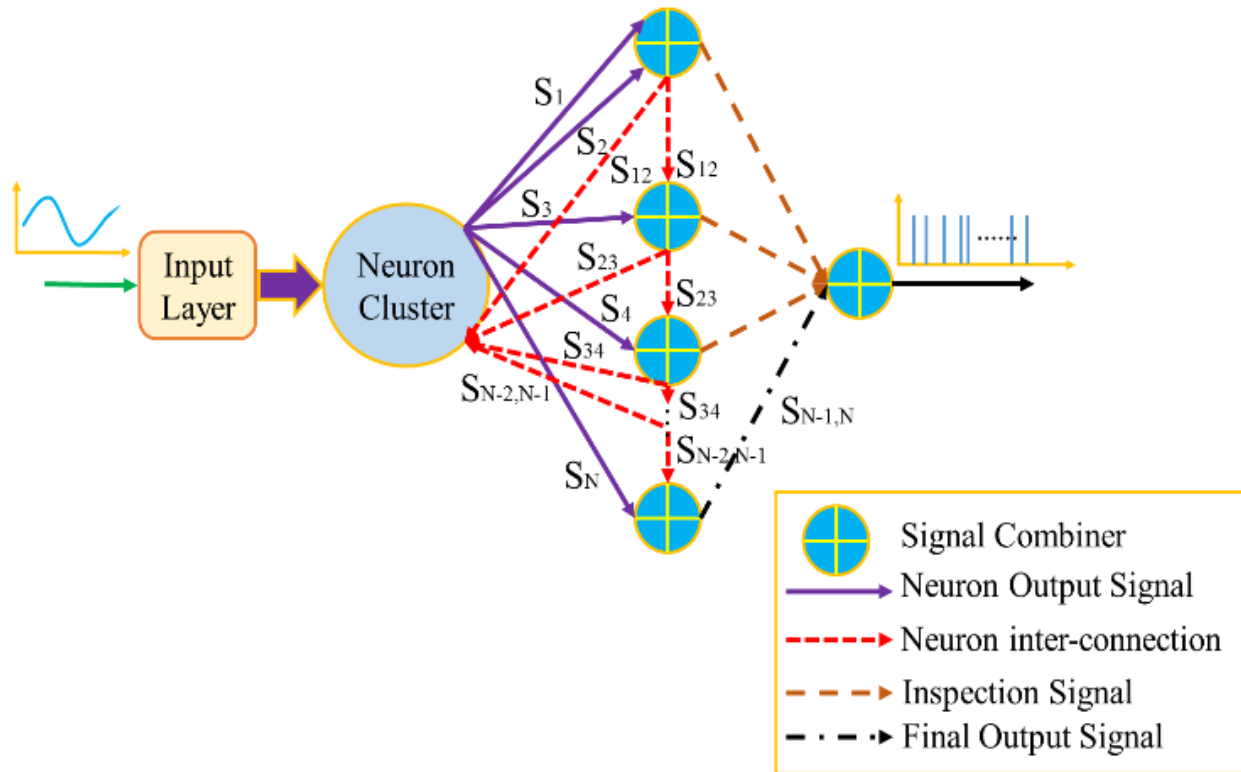 S1
S2
S12
S12
S3
Input
Layer
Neuron
Cluster
S23
S23
S4
S34
SN-2,N-1
S34
SN-1,N
SN-2,N-1
SN
Signal Combiner
Neuron Output Signal
Neuron inter-connection
Inspection Signal
Final Output Signal